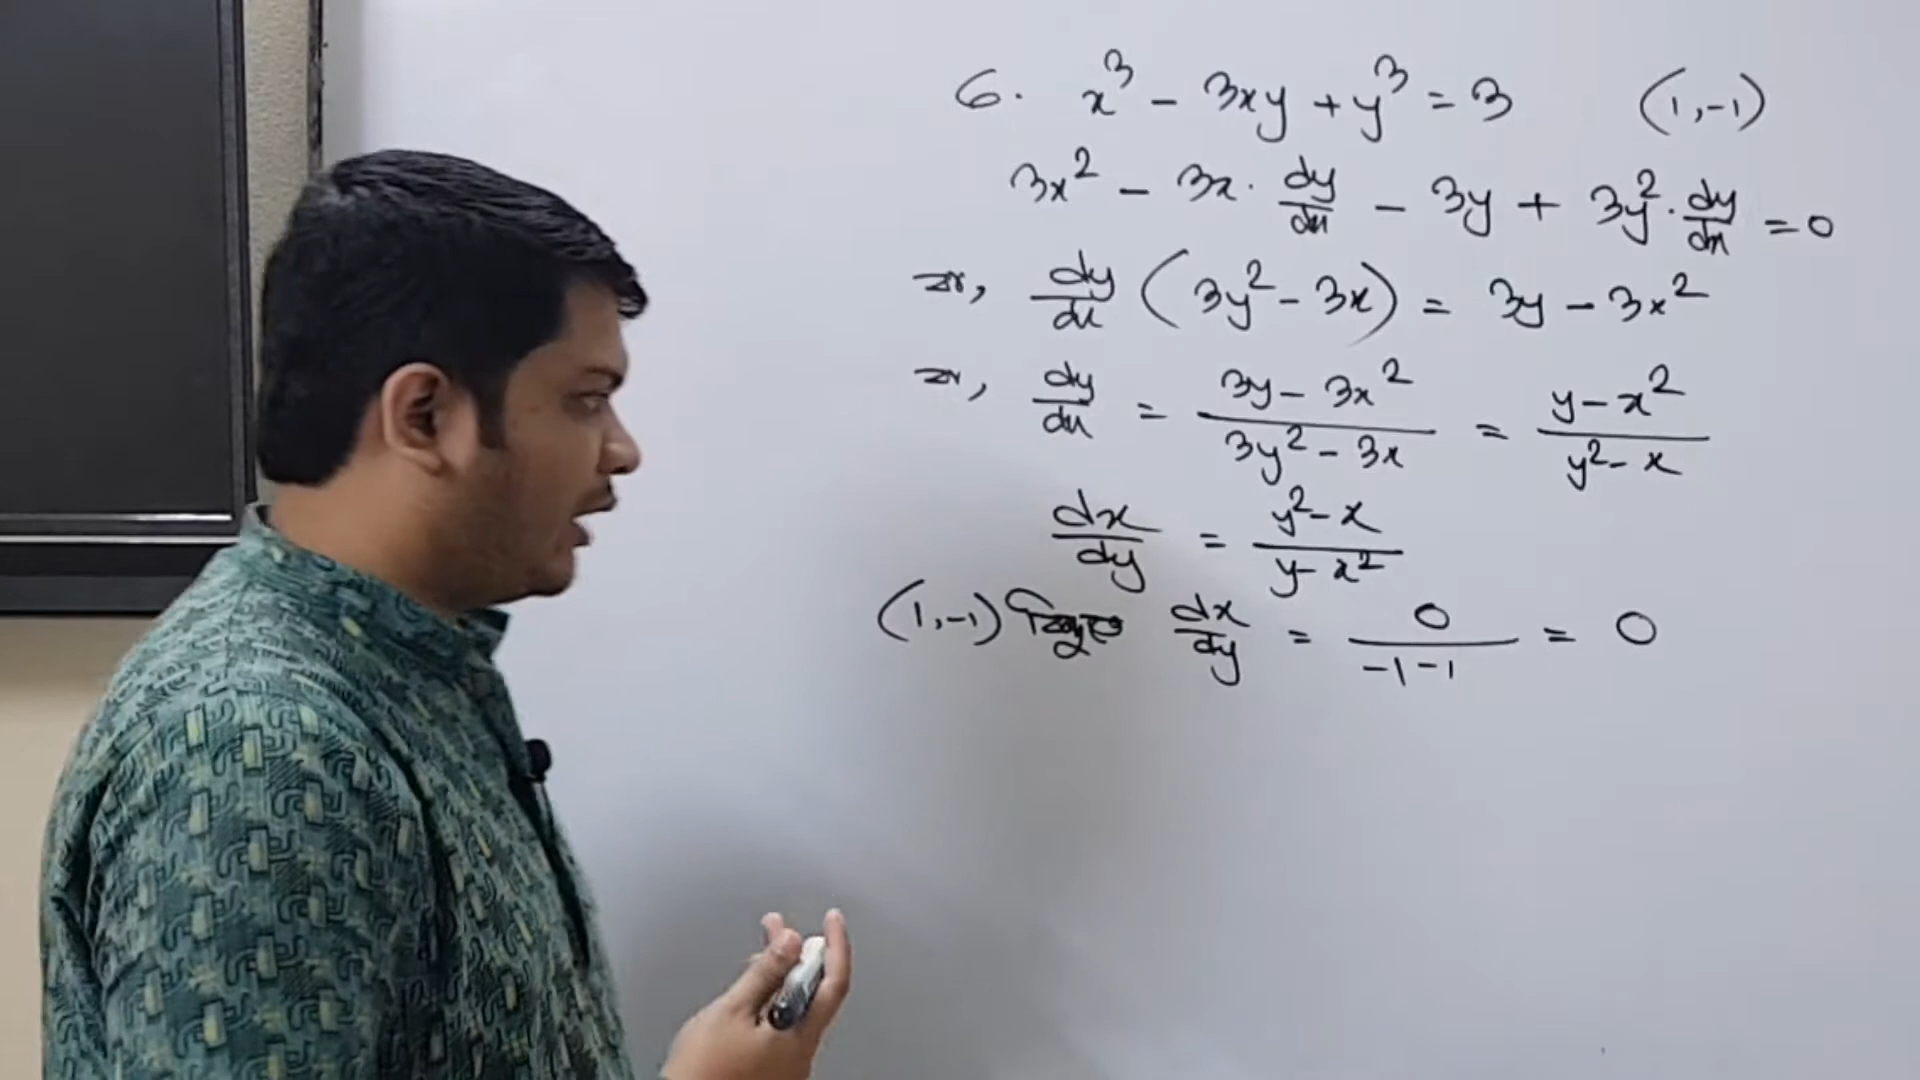 6. x³ - 3xy + y³ = 3 (1,-1)
3x² - 3x · dy/dx - 3y + 3y² · dy/dx = 0
বা, dy/dx (3y² - 3x) = 3y - 3x²
বা, dy/dx = (3y - 3x²)/(3y² - 3x) = (y - x²)/(y² - x)
dx/dy = (y² - x)/(y - x²)
(1,-1) বিন্দুতে dx/dy = 0/(-1-1) = 0